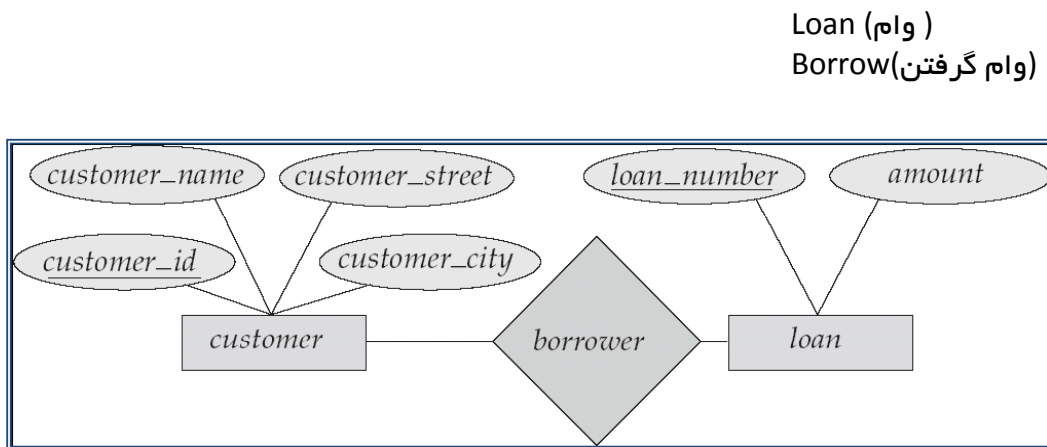 Loan (وام )
Borrow(وام گرفتن)
customer_name customer_street loan_number amount
customer_id customer_city
customer borrower loan